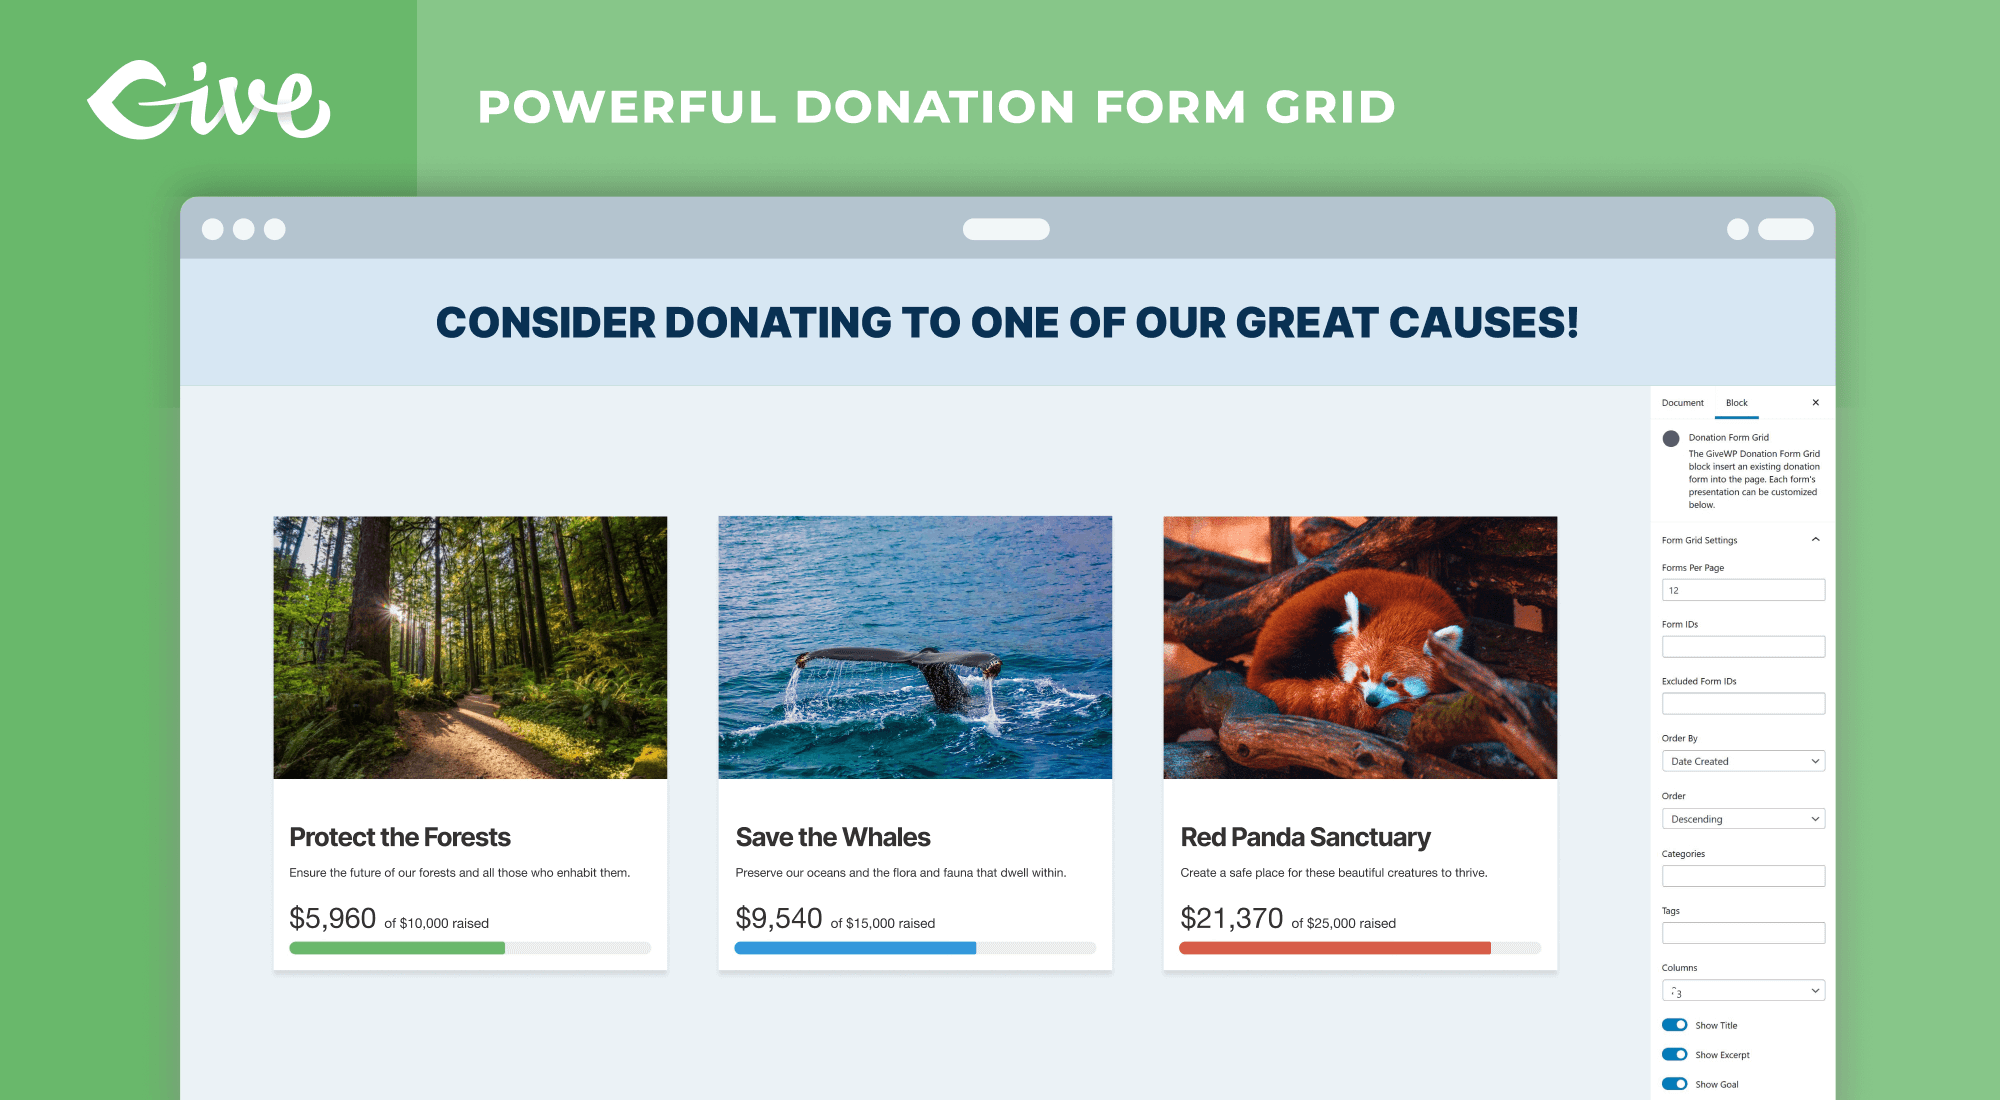 Give
POWERFUL DONATION FORM GRID
CONSIDER DONATING TO ONE OF OUR GREAT CAUSES!
Protect the Forests
Ensure the future of our forests and all those who enhabit them.
$5,960 of $10,000 raised
Save the Whales
Preserve our oceans and the flora and fauna that dwell within.
$9,540 of $15,000 raised
Red Panda Sanctuary
Create a safe place for these beautiful creatures to thrive.
$21,370 of $25,000 raised
Document Block
Donation Form Grid
The GiveWP Donation Form Grid
block insert an existing donation
form into the page. Each form's
presentation can be customized
below.
Form Grid Settings
Forms Per Page
12
Form IDs
Excluded Form IDs
Order By
Date Created
Order
Descending
Categories
Tags
Columns
3
Show Title
Show Excerpt
Show Goal